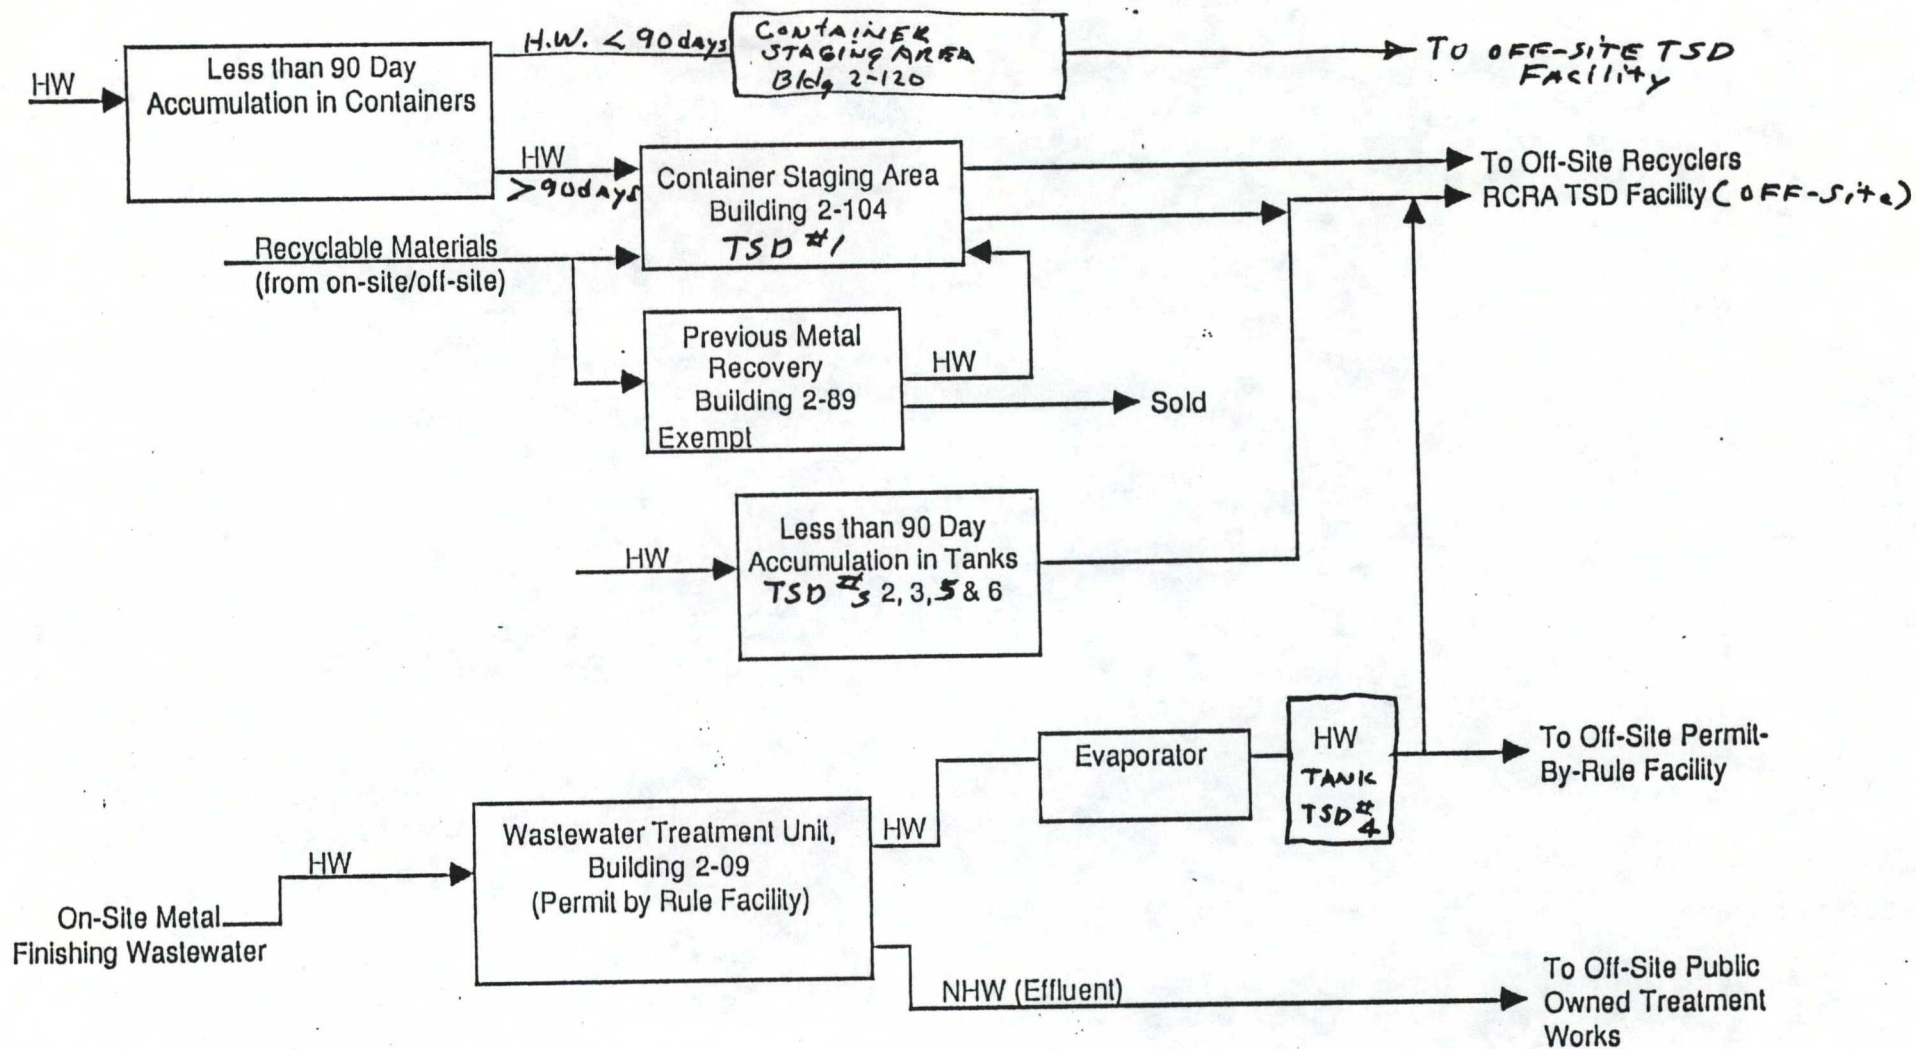 HW
Less than 90 Day
Accumulation in Containers
H.W. < 90 days
CONTAINER
STAGING AREA
Bldg 2-120
TO OFF-SITE TSD
FACIlity
HW
>90days
Container Staging Area
Building 2-104
TSD #1
To Off-Site Recyclers
RCRA TSD Facility (OFF-Site)
Recyclable Materials
(from on-site/off-site)
Previous Metal
Recovery
Building 2-89
Exempt
HW
Sold
HW
Less than 90 Day
Accumulation in Tanks
TSD #s 2, 3, 5 & 6
Evaporator
HW
TANK
TSD #4
To Off-Site Permit-
By-Rule Facility
On-Site Metal
Finishing Wastewater
HW
Wastewater Treatment Unit,
Building 2-09
(Permit by Rule Facility)
HW
NHW (Effluent)
To Off-Site Public
Owned Treatment
Works